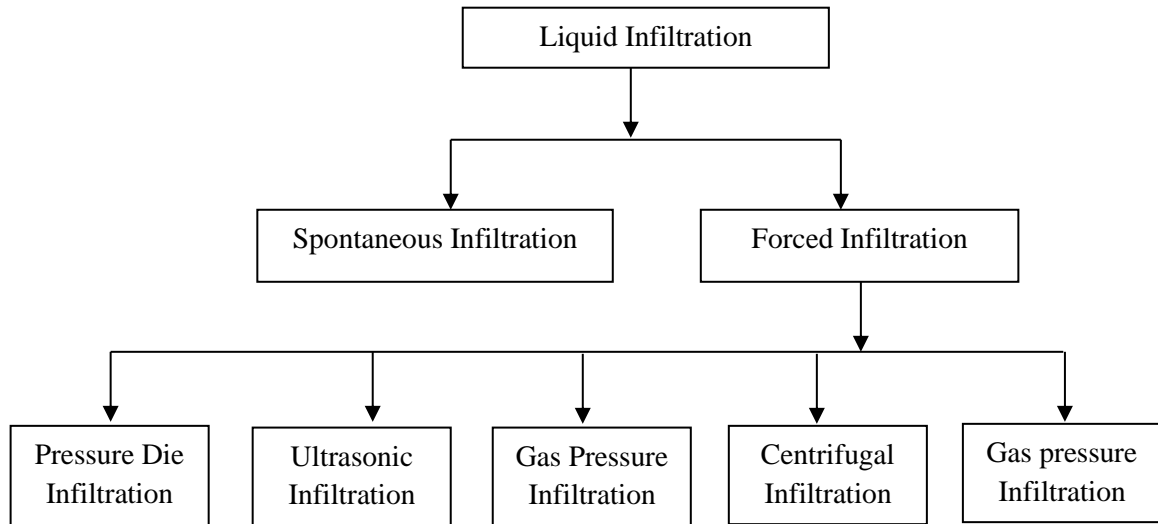 Liquid Infiltration
Spontaneous Infiltration
Forced Infiltration
Pressure Die
Infiltration
Ultrasonic
Infiltration
Gas Pressure
Infiltration
Centrifugal
Infiltration
Gas pressure
Infiltration